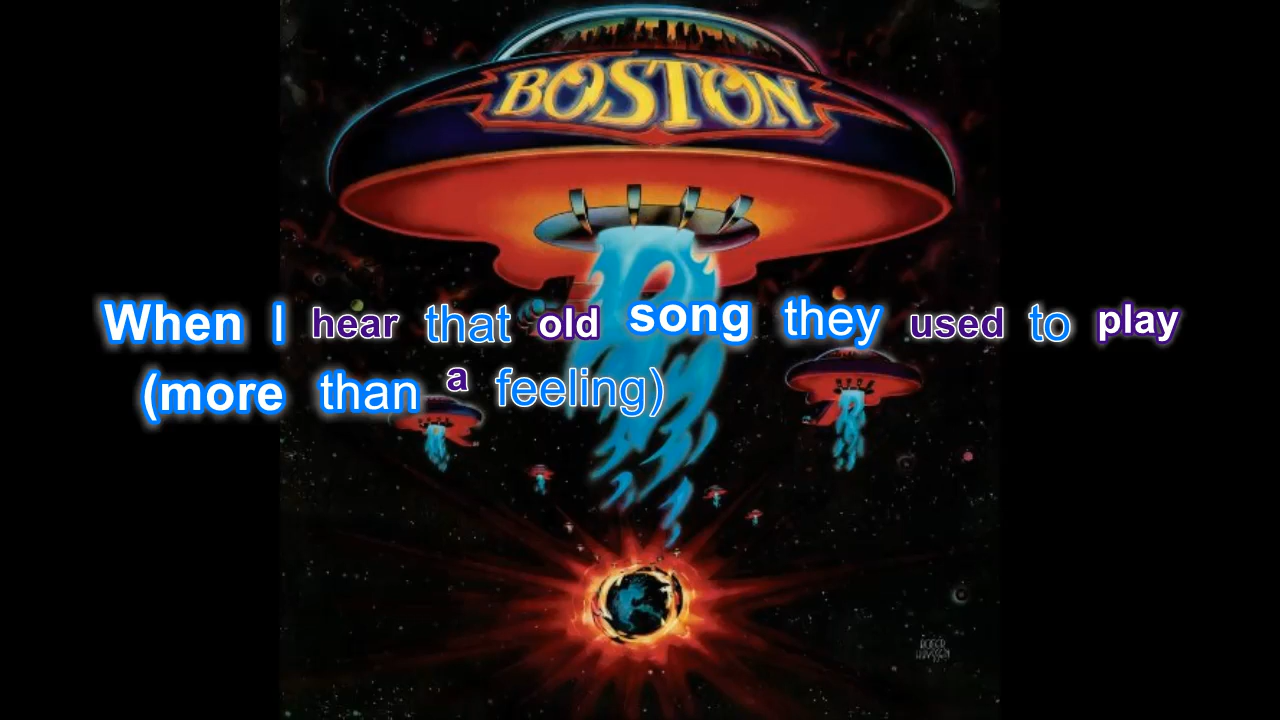 BOSTON
When I hear that old song they used to play
(more than a feeling)